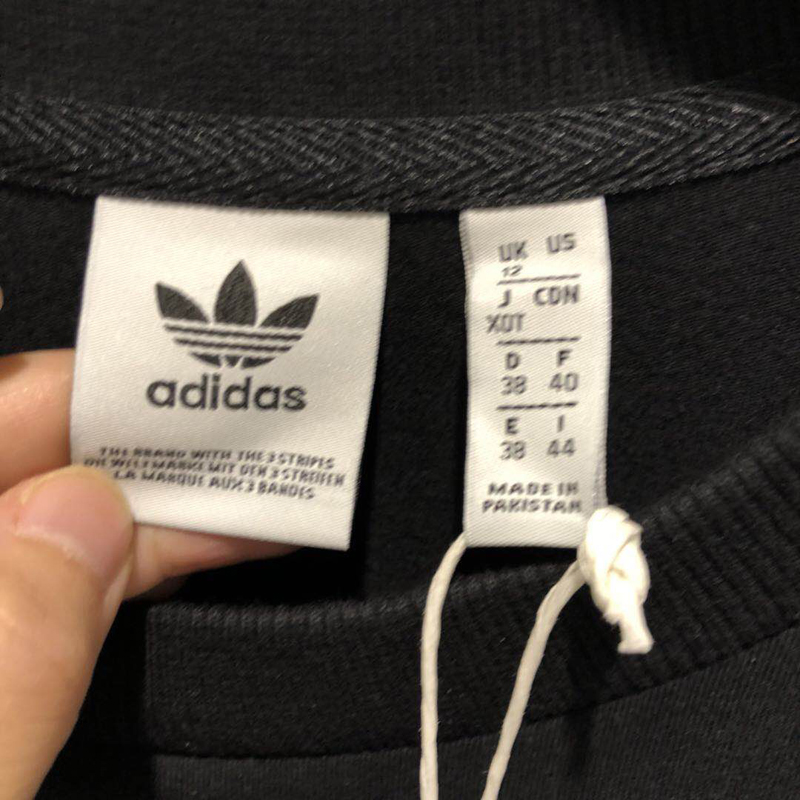 adidas
THE BRAND WITH THE 3 STRIPES
DIE WELTMARKE MIT DEN 3 STREIFEN
LA MARQUE AUX 3 BANDES
UK US
12
J CDN
XOT
D F
38 40
E I
38 44
MADE IN
PAKISTAN